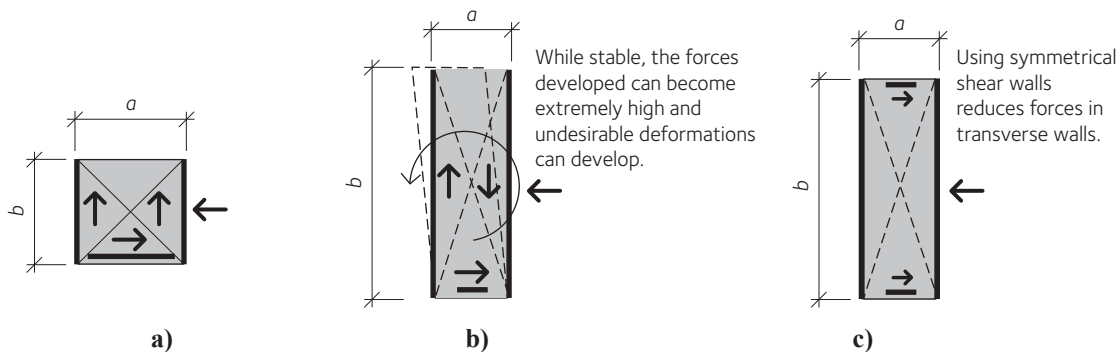 a
b
a)
a
b
While stable, the forces
developed can become
extremely high and
undesirable deformations
can develop.
b)
a
b
Using symmetrical
shear walls
reduces forces in
transverse walls.
c)